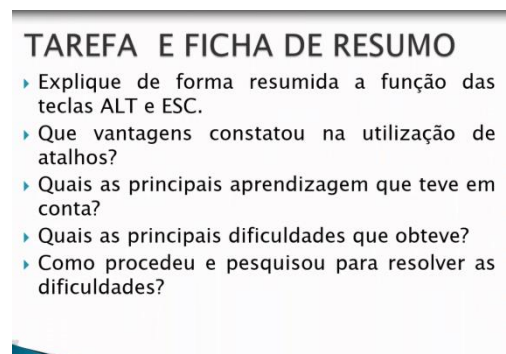 TAREFA E FICHA DE RESUMO
Explique de forma resumida a função das
teclas ALT e ESC.
Que vantagens constatou na utilização de
atalhos?
Quais as principais aprendizagem que teve em
conta?
Quais as principais dificuldades que obteve?
Como procedeu e pesquisou para resolver as
dificuldades?